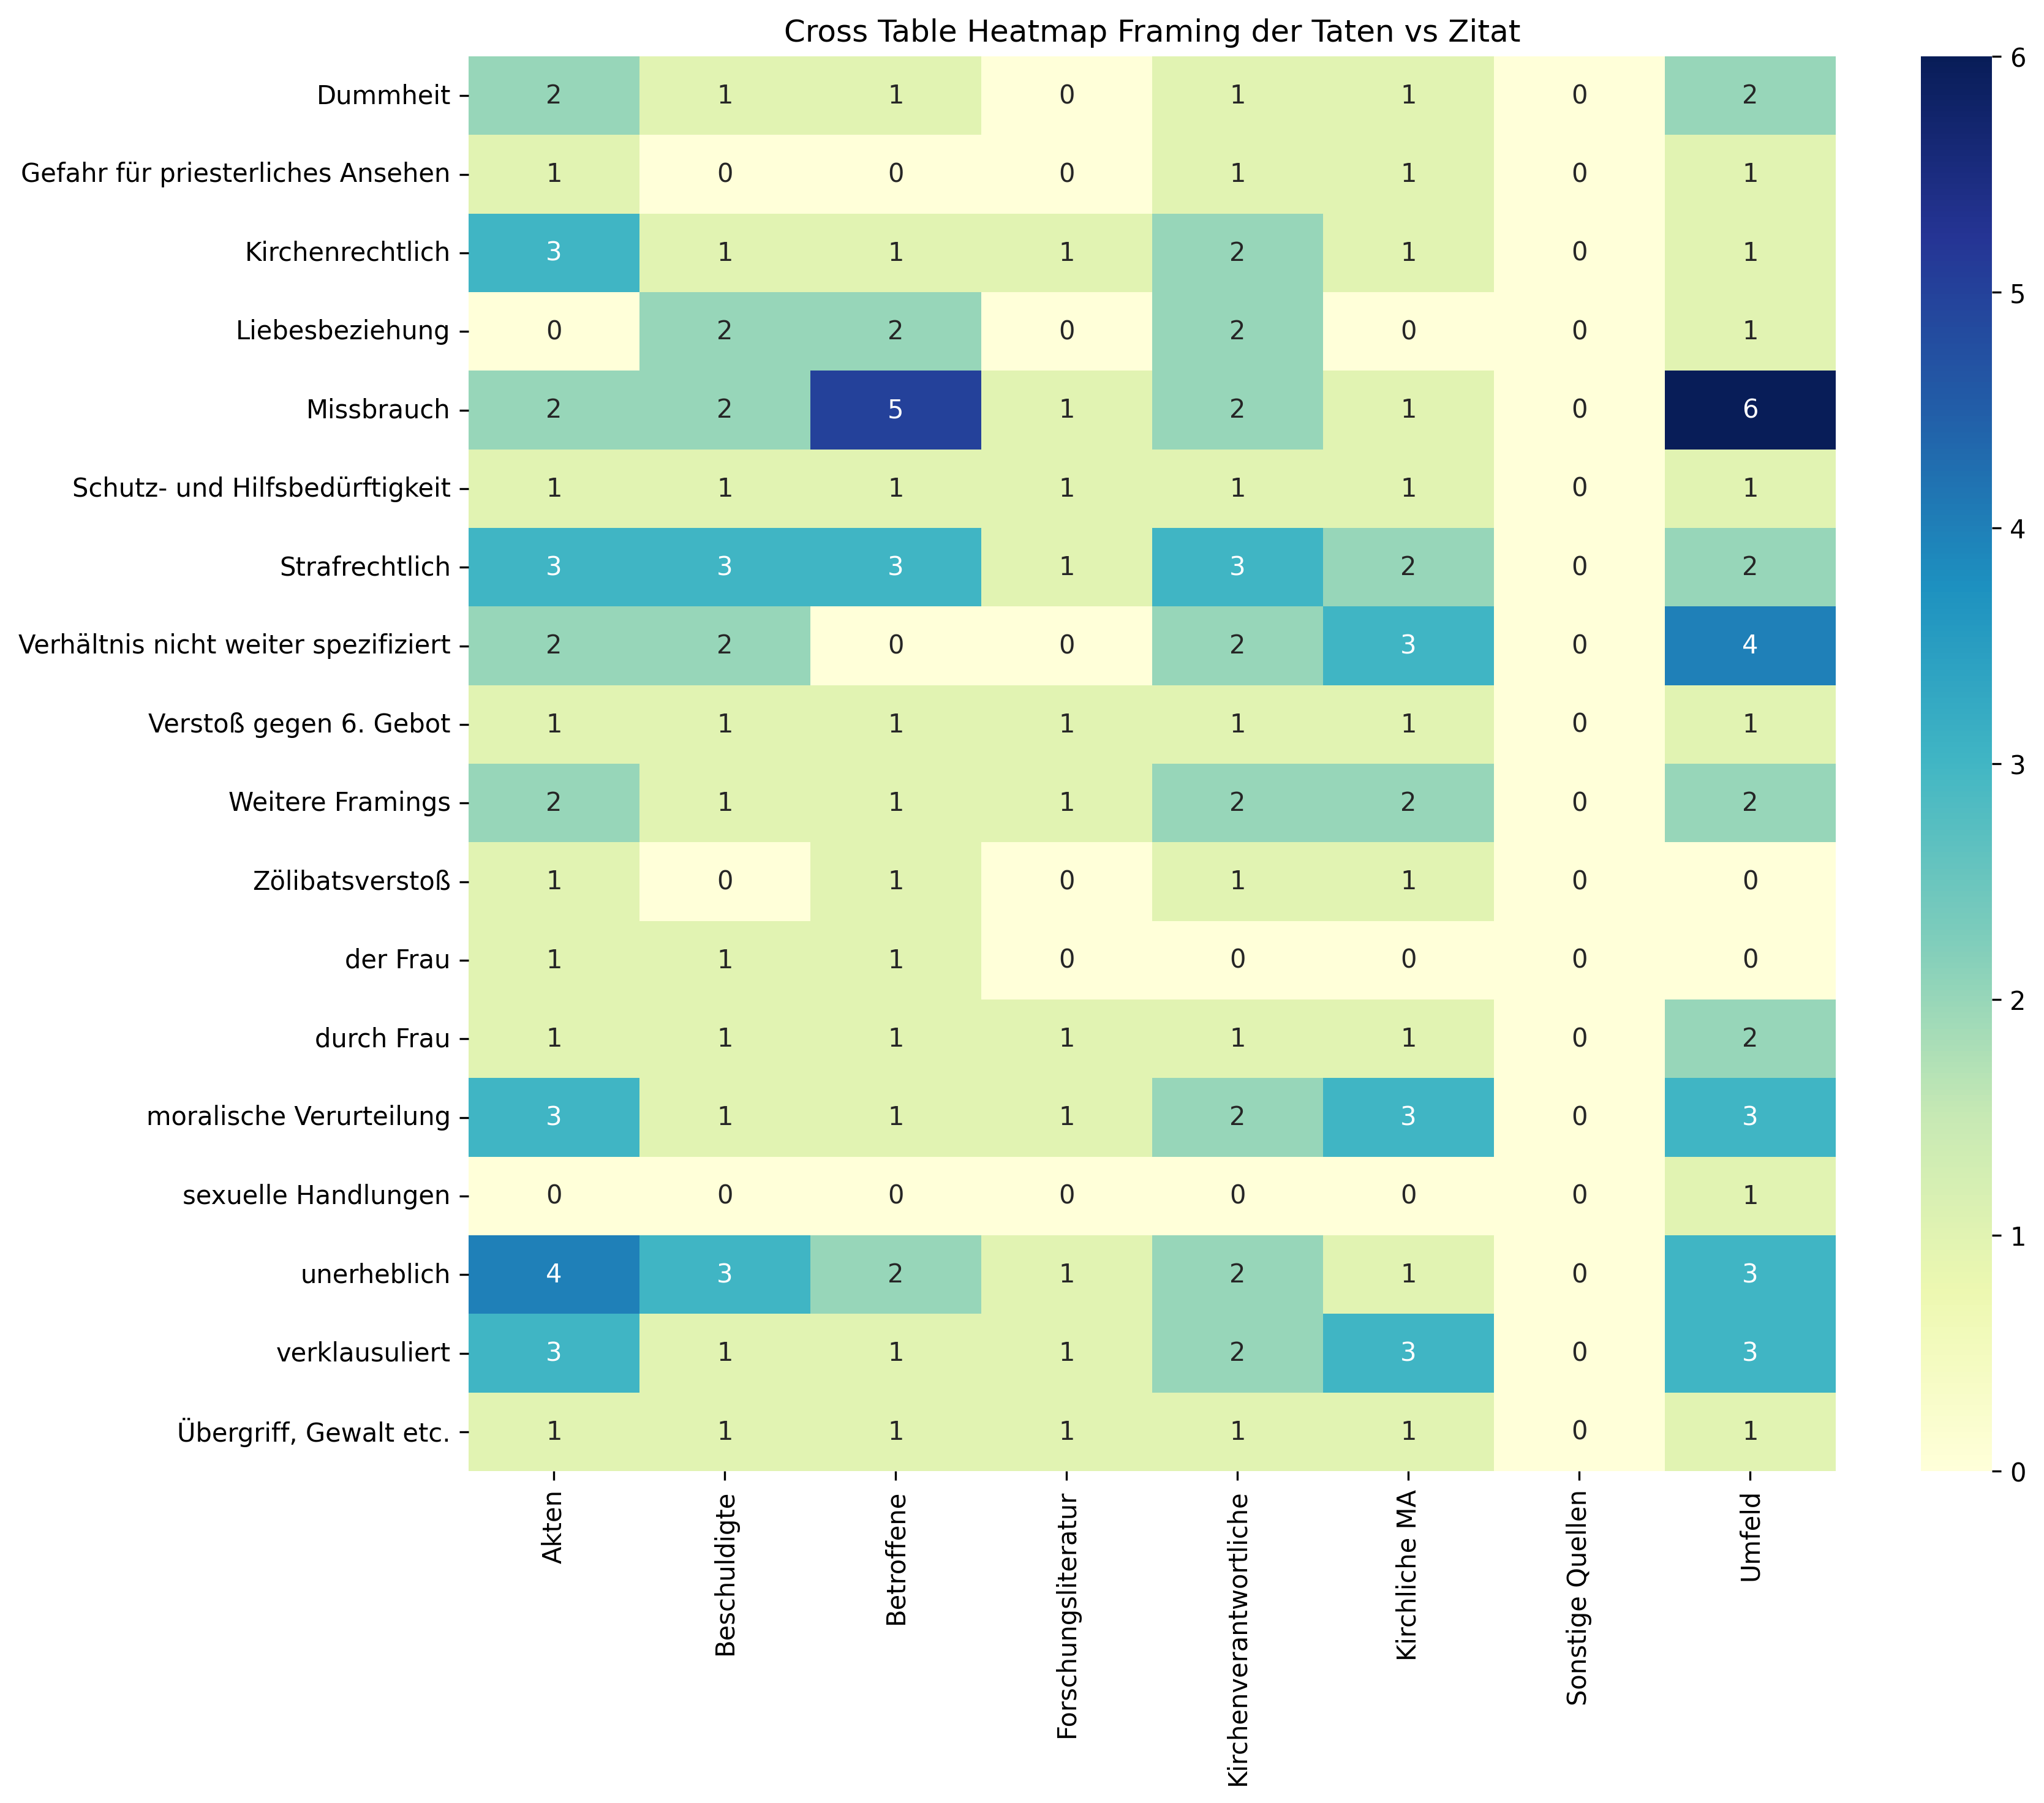 Cross Table Heatmap Framing der Taten vs Zitat
Dummheit 2 1 1 0 1 1 0 2
Gefahr für priesterliches Ansehen 1 0 0 0 1 1 0 1
Kirchenrechtlich 3 1 1 1 2 1 0 1
Liebesbeziehung 0 2 2 0 2 0 0 1
Missbrauch 2 2 5 1 2 1 0 6
Schutz- und Hilfsbedürftigkeit 1 1 1 1 1 1 0 1
Strafrechtlich 3 3 3 1 3 2 0 2
Verhältnis nicht weiter spezifiziert 2 2 0 0 2 3 0 4
Verstoß gegen 6. Gebot 1 1 1 1 1 1 0 1
Weitere Framings 2 1 1 1 2 2 0 2
Zölibatsverstoß 1 0 1 0 1 1 0 0
der Frau 1 1 1 0 0 0 0 0
durch Frau 1 1 1 1 1 1 0 2
moralische Verurteilung 3 1 1 1 2 3 0 3
sexuelle Handlungen 0 0 0 0 0 0 0 1
unerheblich 4 3 2 1 2 1 0 3
verklausuliert 3 1 1 1 2 3 0 3
Übergriff, Gewalt etc. 1 1 1 1 1 1 0 1
Akten
Beschuldigte
Betroffene
Forschungsliteratur
Kirchenverantwortliche
Kirchliche MA
Sonstige Quellen
Umfeld
6
5
4
3
2
1
0